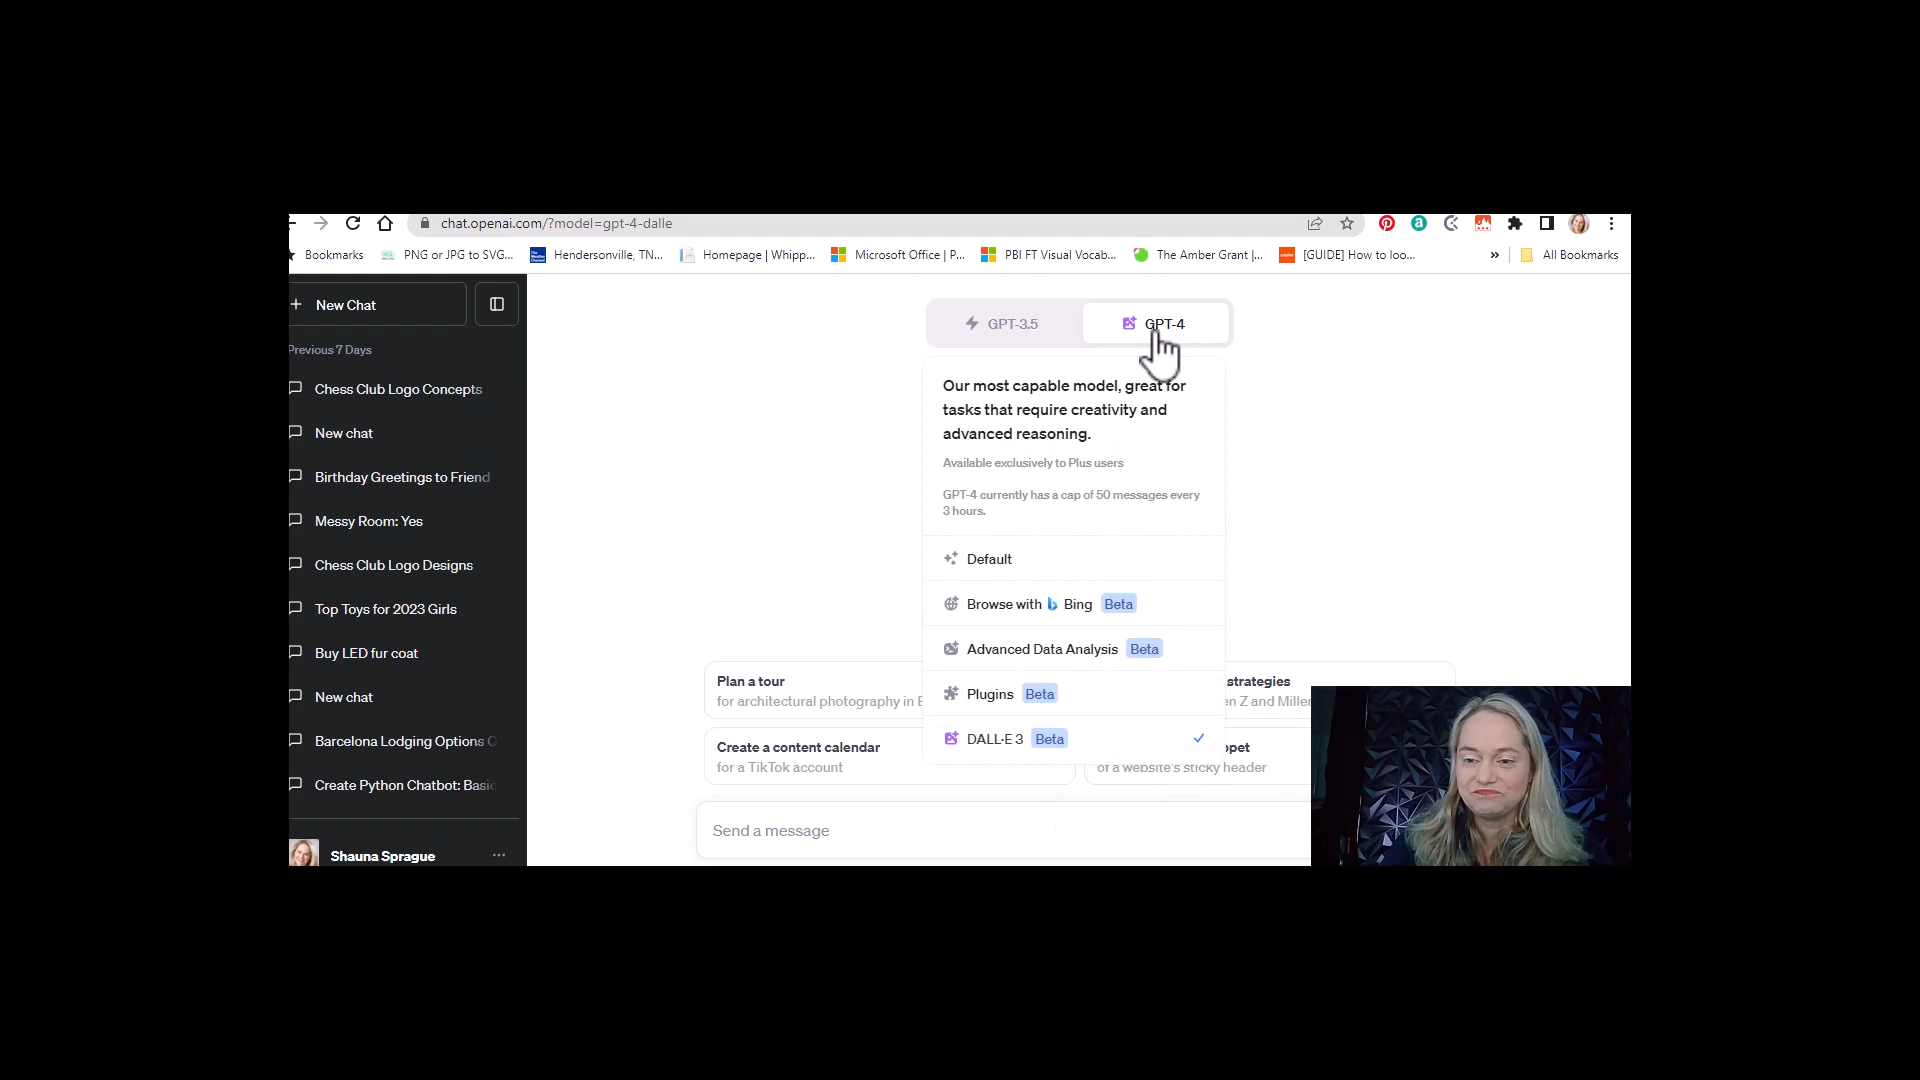 chat.openai.com/?model=gpt-4-dalle
Bookmarks
PNG or JPG to SVG...
Hendersonville, TN...
Homepage | Whipp...
Microsoft Office | P...
PBI FT Visual Vocab...
The Amber Grant |...
[GUIDE] How to loo...
»
All Bookmarks
+ New Chat
Previous 7 Days
Chess Club Logo Concepts
New chat
Birthday Greetings to Friend
Messy Room: Yes
Chess Club Logo Designs
Top Toys for 2023 Girls
Buy LED fur coat
New chat
Barcelona Lodging Options
Create Python Chatbot: Basic
Shauna Sprague
GPT-3.5
GPT-4
Our most capable model, great for
tasks that require creativity and
advanced reasoning.
Available exclusively to Plus users
GPT-4 currently has a cap of 50 messages every
3 hours.
Default
Browse with Bing Beta
Advanced Data Analysis Beta
Plugins Beta
DALL·E 3 Beta
Plan a tour
for architectural photography in
strategies
Z and
Create a content calendar
for a TikTok account
of a website's sticky header
Send a message